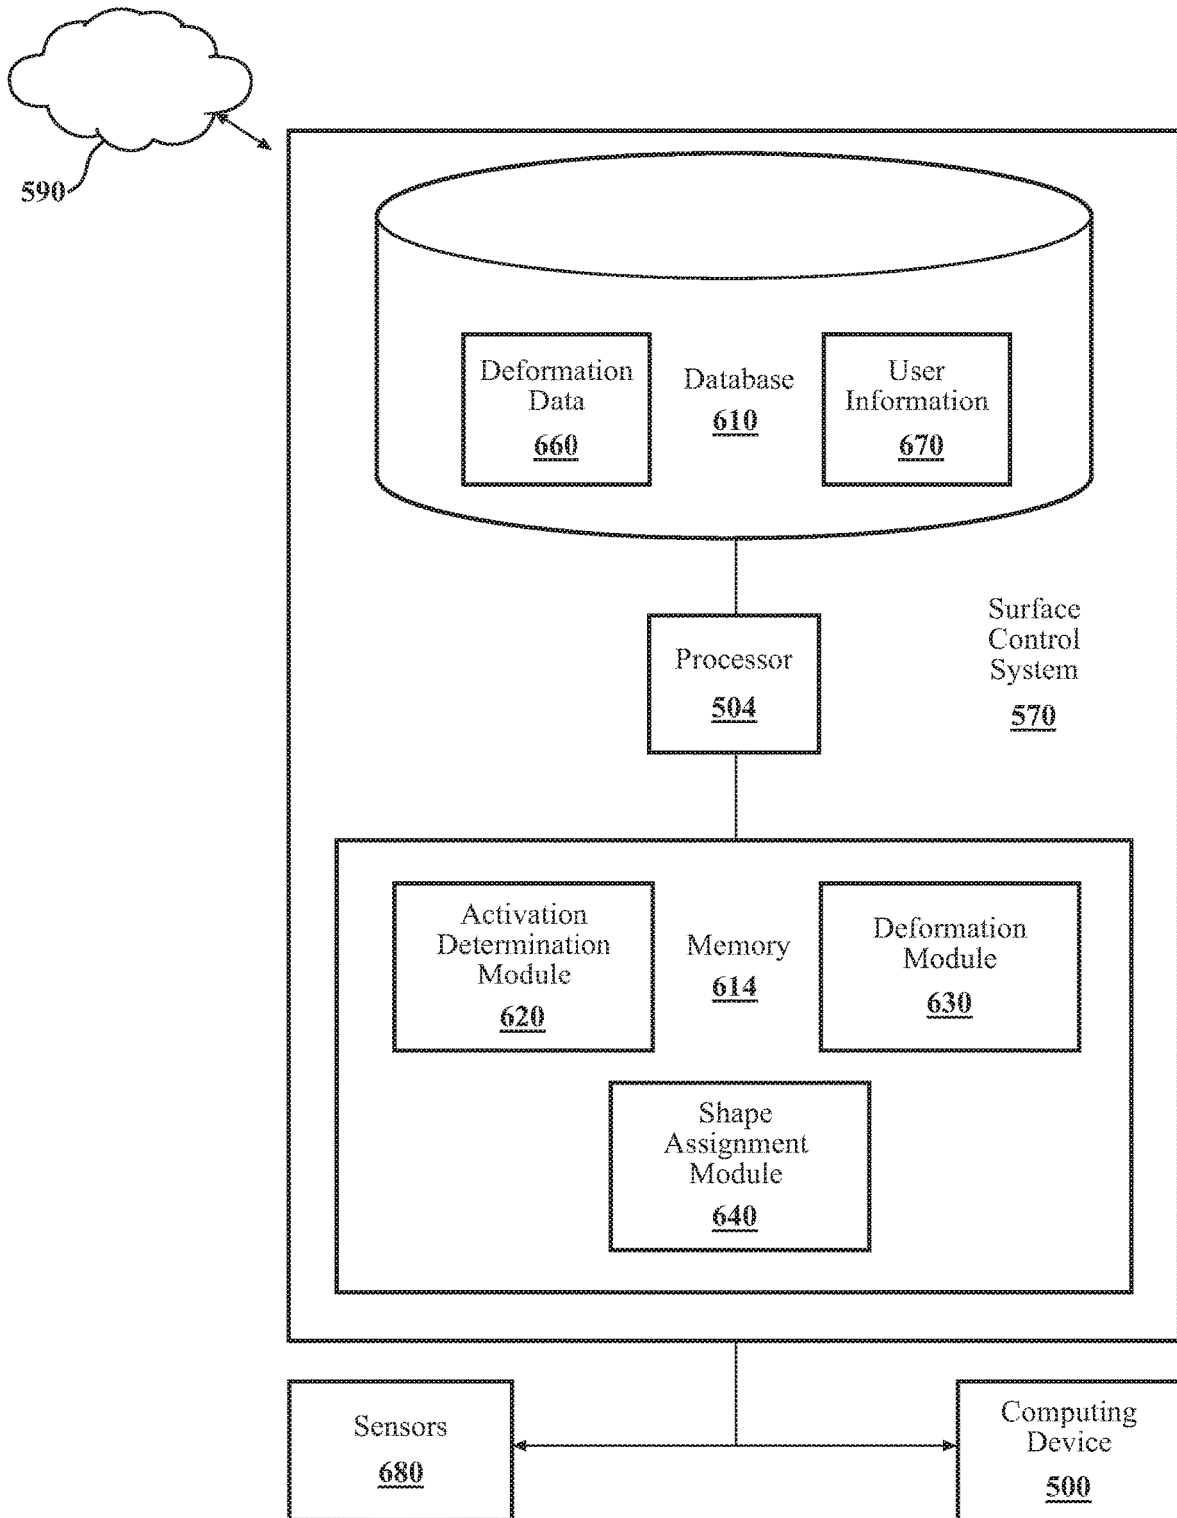 590
Deformation
Data
660
Database
610
User
Information
670
Processor
504
Surface
Control
System
570
Activation
Determination
Module
620
Memory
614
Deformation
Module
630
Shape
Assignment
Module
640
Sensors
680
Computing
Device
500